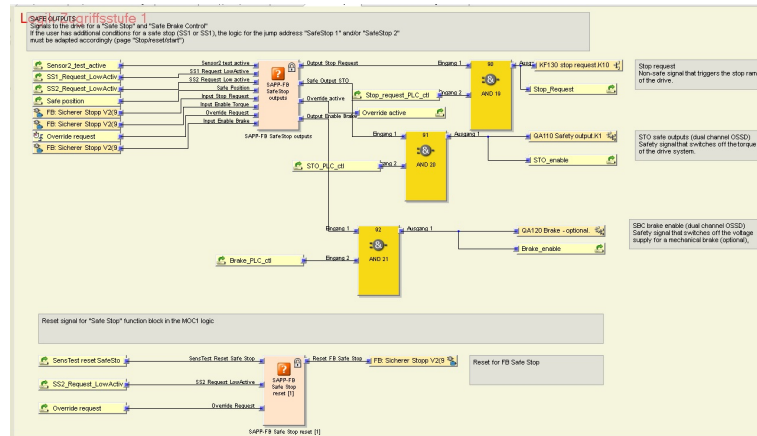 Logik Zugriffsstufe 1
SAFE OUTPUTS
Signals to the drive for a "Safe Stop" and "Safe Brake Control"
If the user has additional conditions for a safe stop (SS1 or SS1), the logic for the jump address "SafeStop 1" and/or "SafeStop 2"
must be adapted accordingly (page "Stop/reset/start")
Sensor2_test_active
SS1_Request_LowActiv
SS2_Request_LowActiv
Safe position
FB: Sicherer Stopp V2(9
FB: Sicherer Stopp V2(9
Override request
FB: Sicherer Stopp V2(9
Sensor2 test active
SS1 Request LowActive
SS2 Request Low active
Safe Position
Input Stop Request
Input Enable Torque
Override Request
Input Enable Brake
SAPP-FB
SafeStop
outputs
SAPP-FB SafeStop outputs
Output Stop Request
Safe Output STO
Override active
Output Enable Brake
Stop_request_PLC_ctl
Override active
Eingang 1
Eingang 2
90
AND 19
KF130 stop request.K10
Stop_Request
Stop request
Non-safe signal that triggers the stop ram
of the drive.
STO_PLC_ctl
Eingang 1
91
AND 20
Ausgang 1
QA110 Safety output.K1
STO_enable
STO safe outputs (dual channel OSSD)
Safety signal that switches off the torque
of the drive system.
Brake_PLC_ctl
Eingang 1
Eingang 2
92
AND 21
Ausgang 1
QA120 Brake - optional.
Brake_enable
SBC brake enable (dual channel OSSD)
Safety signal that switches off the voltage
supply for a mechanical brake (optional),
Reset signal for "Safe Stop" function block in the MOC1 logic
SensTest reset SafeSto
SS2_Request_LowActiv
Override request
SensTest Reset Safe Stop
SS2 Request LowActive
Override Request
SAPP-FB
Safe Stop
reset [1]
SAPP-FB Safe Stop reset [1]
Reset FB Safe Stop
FB: Sicherer Stopp V2(9
Reset for FB Safe Stop